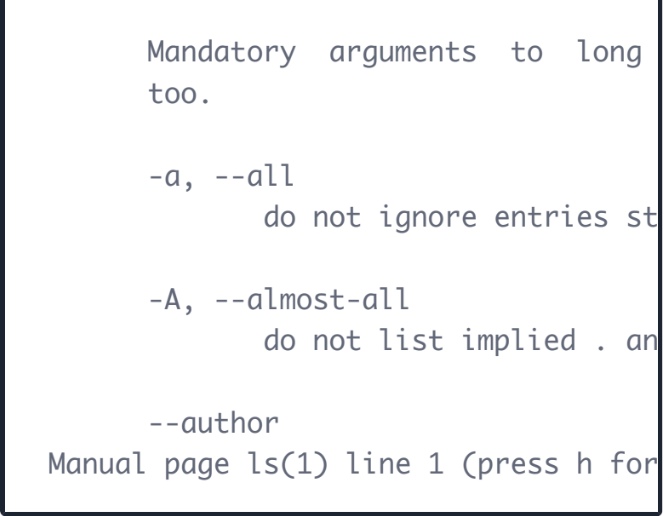 Mandatory arguments to long
too.
-a, --all
do not ignore entries st
-A, --almost-all
do not list implied . an
--author
Manual page ls(1) line 1 (press h for